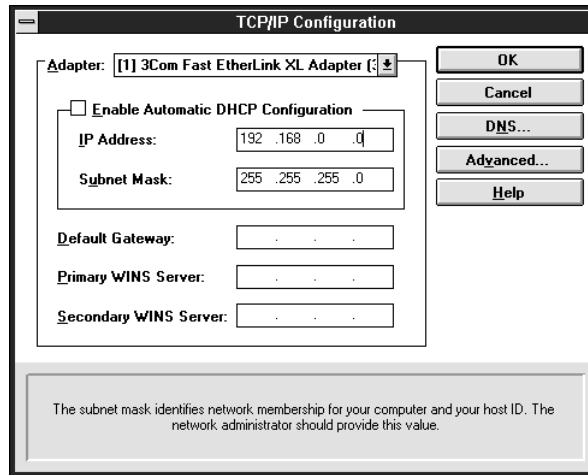 TCP/IP Configuration
Adapter: [1] 3Com Fast EtherLink XL Adapter (3
OK
Cancel
DNS...
Advanced...
Help
Enable Automatic DHCP Configuration
IP Address: 192 .168 .0 .0
Subnet Mask: 255 .255 .255 .0
Default Gateway: . . .
Primary WINS Server: . . .
Secondary WINS Server: . . .
The subnet mask identifies network membership for your computer and your host ID. The
network administrator should provide this value.